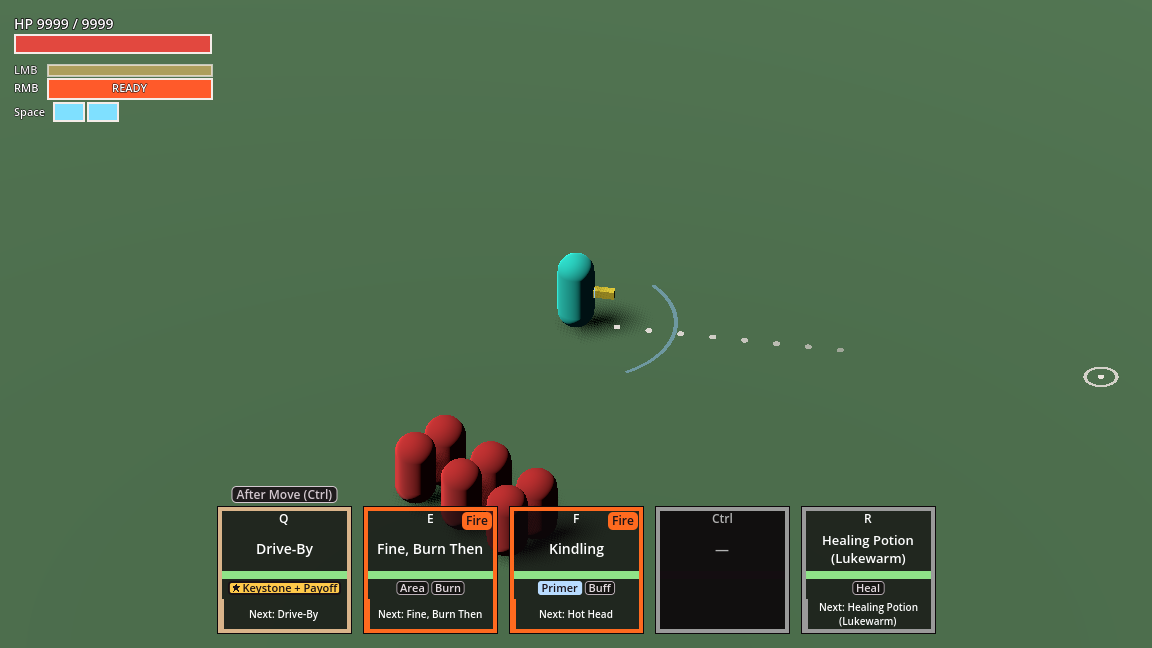 HP 9999 / 9999
LMB
RMB READY
Space
After Move (Ctrl)
Q
Drive-By
★ Keystone + Payoff
Next: Drive-By
E Fire
Fine, Burn Then
Area Burn
Next: Fine, Burn Then
F Fire
Kindling
Primer Buff
Next: Hot Head
Ctrl
—
R
Healing Potion
(Lukewarm)
Heal
Next: Healing Potion
(Lukewarm)